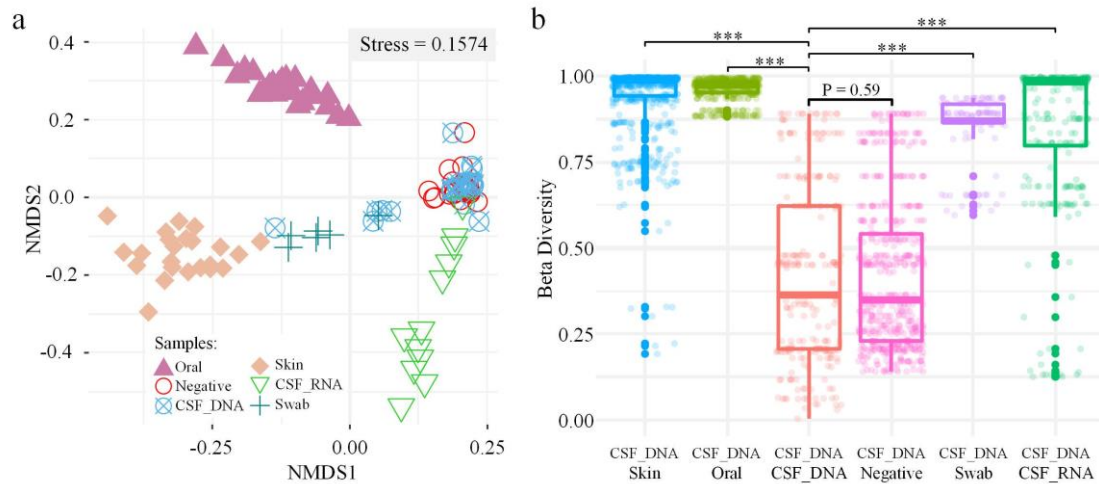 a
Stress = 0.1574
0.4
0.2
0.0
-0.2
-0.4
NMDS2
Samples:
Oral
Skin
Negative
CSF_RNA
CSF_DNA
Swab
-0.25
0.00
0.25
NMDS1
b
***
***
***
***
P = 0.59
1.00
0.75
0.50
0.25
0.00
Beta Diversity
CSF_DNA CSF_DNA CSF_DNA CSF_DNA CSF_DNA CSF_DNA
Skin Oral CSF_DNA Negative Swab CSF_RNA